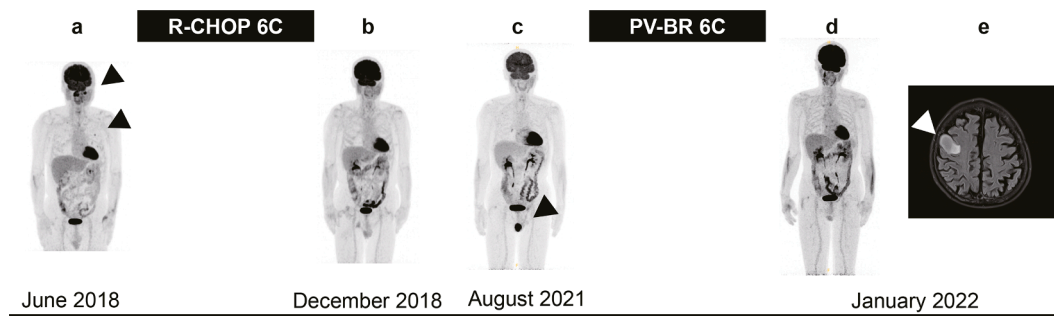 a R-CHOP 6C b c PV-BR 6C d e
June 2018 December 2018 August 2021 January 2022